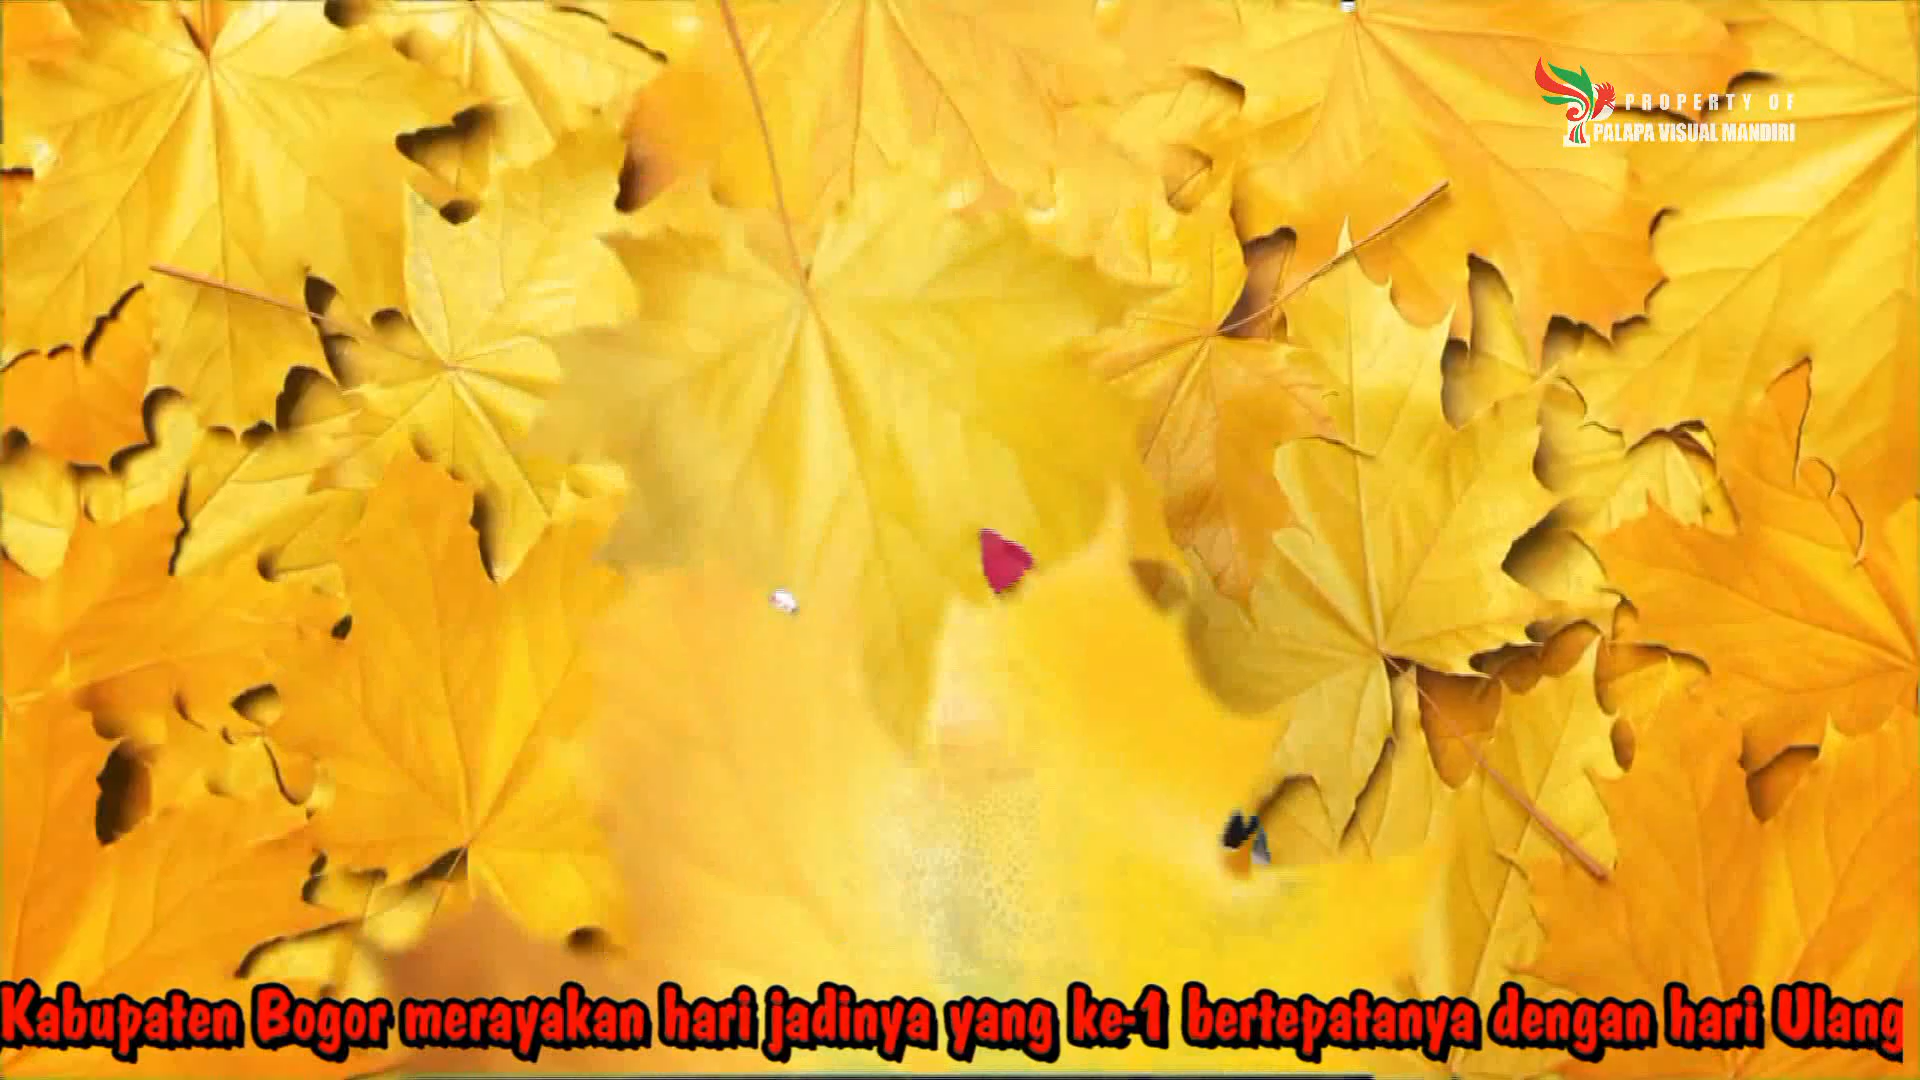 PROPERTY OF
PALAPA VISUAL MANDIRI
Kabupaten Bogor merayakan hari jadinya yang ke-1 bertepatanya dengan hari Ulang